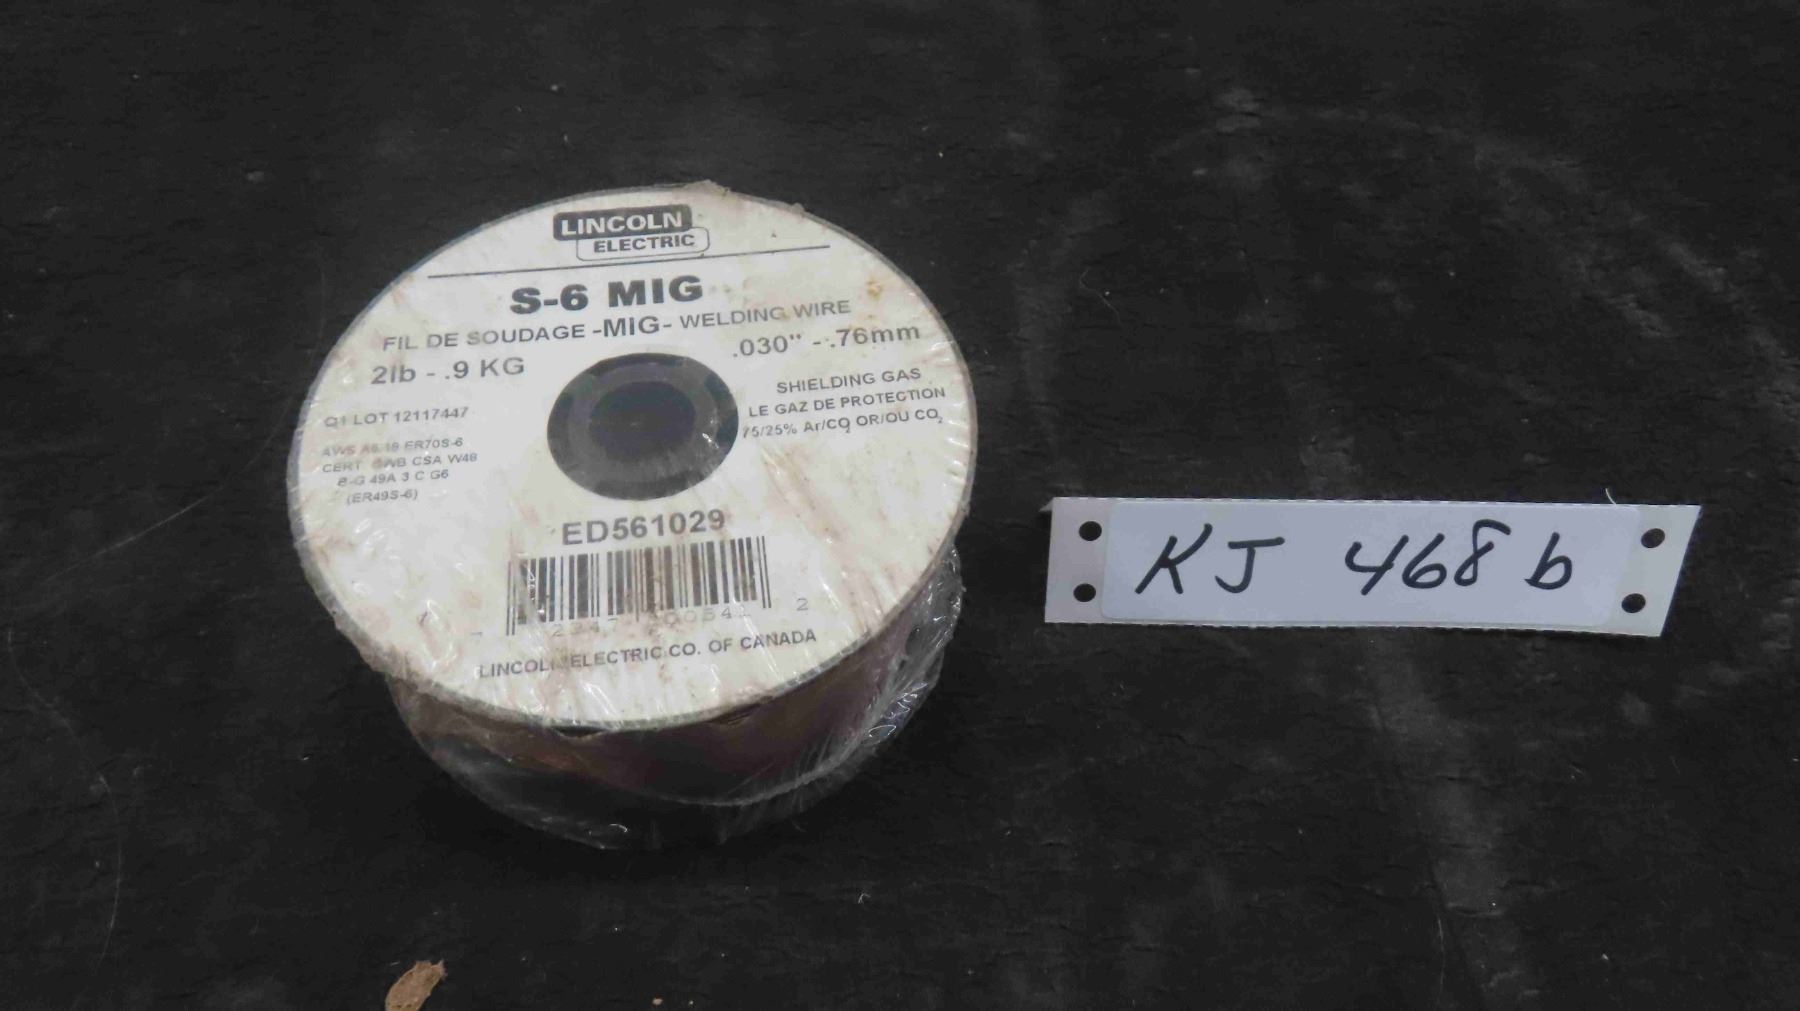 LINCOLN
ELECTRIC
S-6 MIG
FIL DE SOUDAGE -MIG- WELDING WIRE
2lb - .9 KG
.030" - .76mm
SHIELDING GAS
LE GAZ DE PROTECTION
75/25% Ar/CO₂ OR/OU CO₂
Q1 LOT 12117447
AWS A5.18 ER70S-6
CERT CWB CSA W48
B-G 49A 3 C G6
(ER49S-6)
ED561029
7
2
LINCOLN ELECTRIC CO. OF CANADA
KJ 468 b